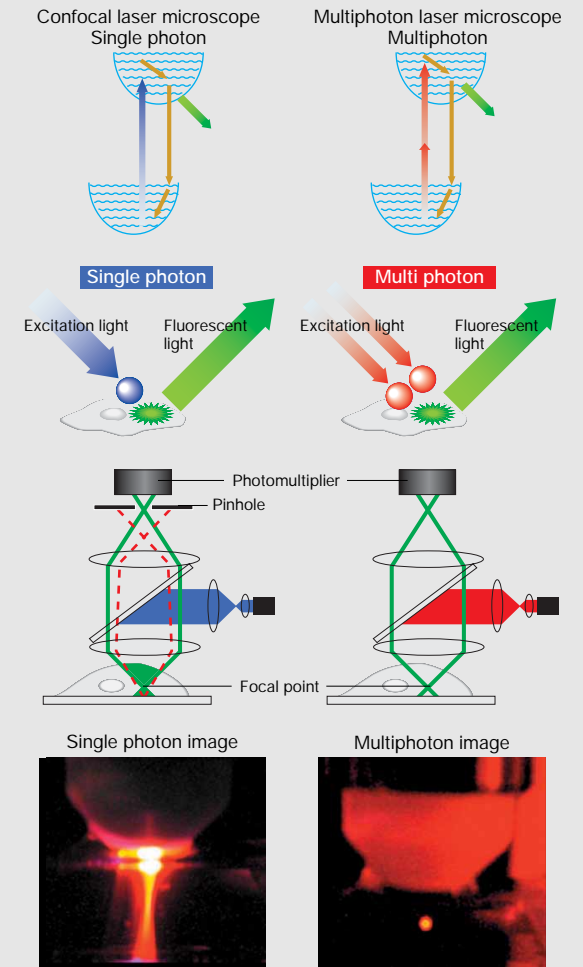 Confocal laser microscope
Single photon
Multiphoton laser microscope
Multiphoton
Single photon
Multi photon
Excitation light
Fluorescent
light
Excitation light
Fluorescent
light
Photomultiplier
Pinhole
Focal point
Single photon image
Multiphoton image